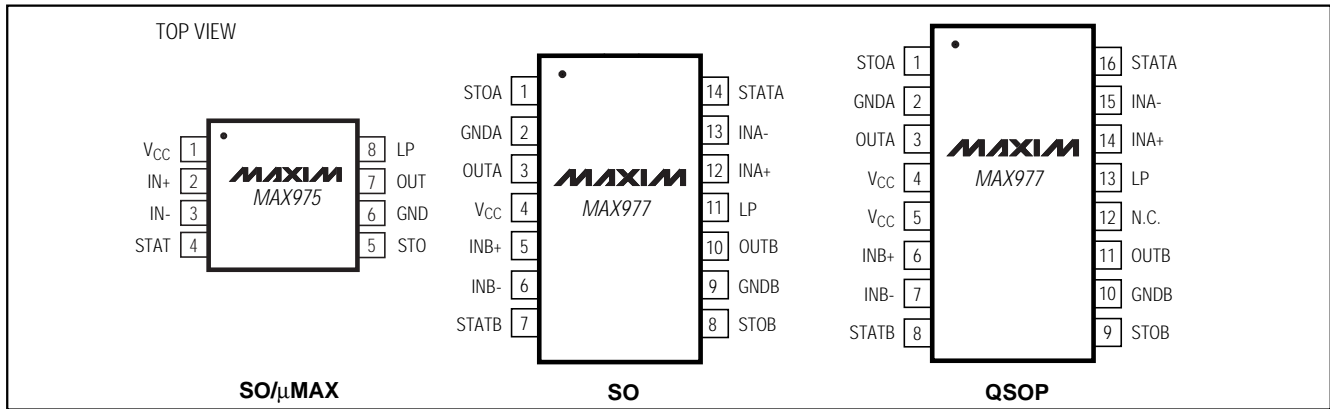 TOP VIEW
MAXIM
MAX975
VCC 1
IN+ 2
IN- 3
STAT 4
8 LP
7 OUT
6 GND
5 STO
SO/μMAX
MAXIM
MAX977
STOA 1
GNDA 2
OUTA 3
VCC 4
INB+ 5
INB- 6
STATB 7
14 STATA
13 INA-
12 INA+
11 LP
10 OUTB
9 GNDB
8 STOB
SO
MAXIM
MAX977
STOA 1
GNDA 2
OUTA 3
VCC 4
VCC 5
INB+ 6
INB- 7
STATB 8
16 STATA
15 INA-
14 INA+
13 LP
12 N.C.
11 OUTB
10 GNDB
9 STOB
QSOP